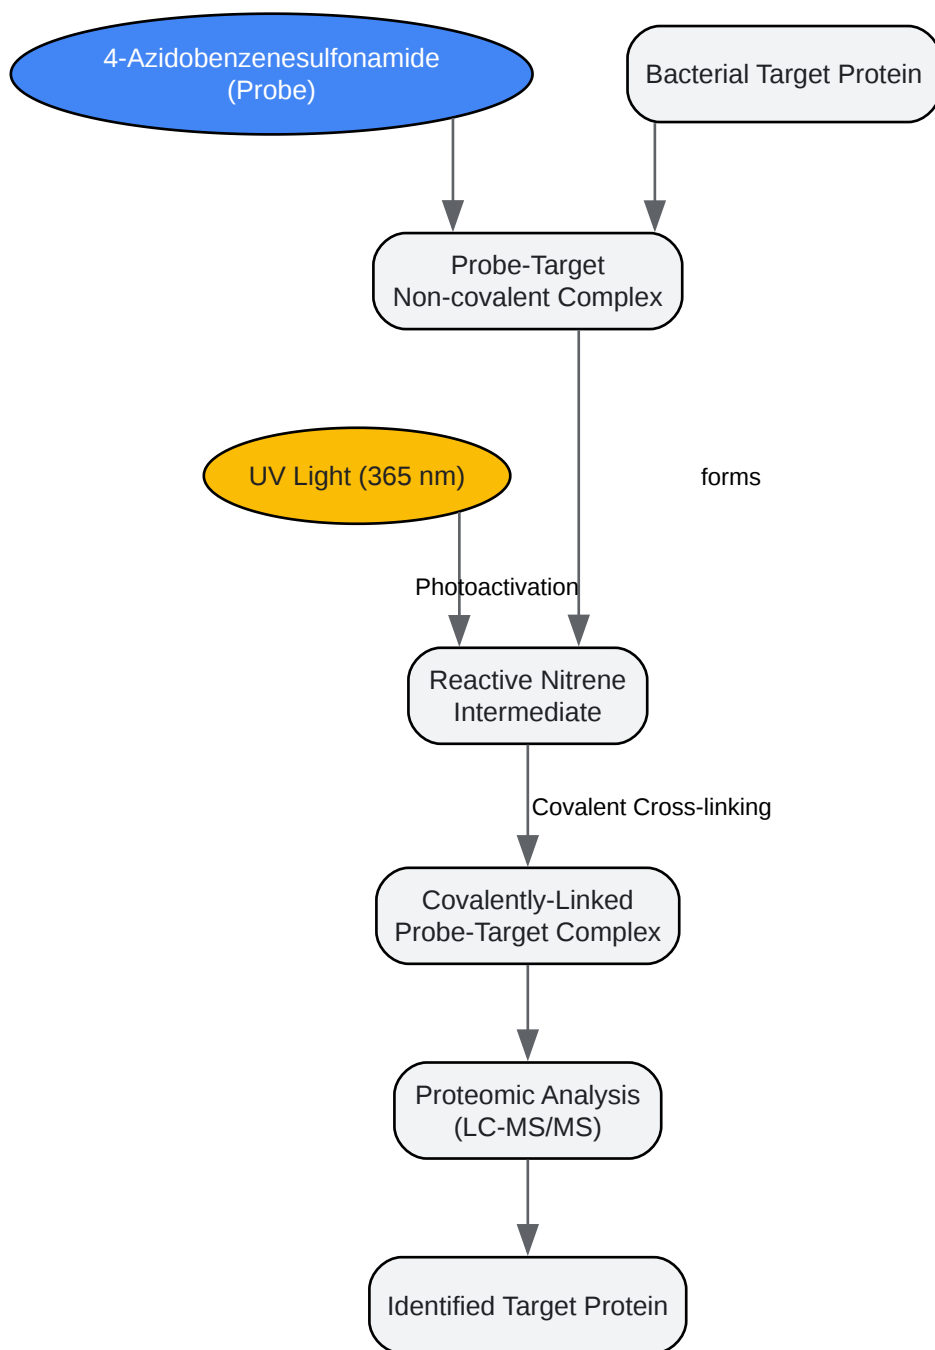 4-Azidobenzenesulfonamide
(Probe)
Bacterial Target Protein
Probe-Target
Non-covalent Complex
UV Light (365 nm)
forms
Photoactivation
Reactive Nitrene
Intermediate
Covalent Cross-linking
Covalently-Linked
Probe-Target Complex
Proteomic Analysis
(LC-MS/MS)
Identified Target Protein